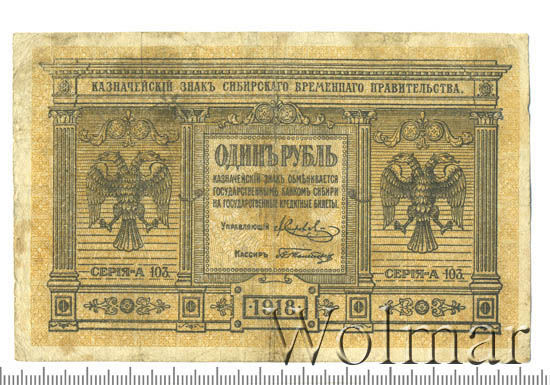 КАЗНАЧЕЙСКІЙ ЗНАКЪ СИБИРСКАГО ВРЕМЕННАГО ПРАВИТЕЛЬСТВА.
ОДИНЪ РУБЛЬ
КАЗНАЧЕЙСКІЙ ЗНАКЪ ОБМѢНИВАЕТСЯ
ГОСУДАРСТВЕННЫМЪ БАНКОМЪ СИБИРИ
НА ГОСУДАРСТВЕННЫЕ КРЕДИТНЫЕ БИЛЕТЫ.
УПРАВЛЯЮЩІЙ
КАССИРЪ
СЕРІЯ-А 103.
СЕРІЯ-А 103.
1918.
Wolmar